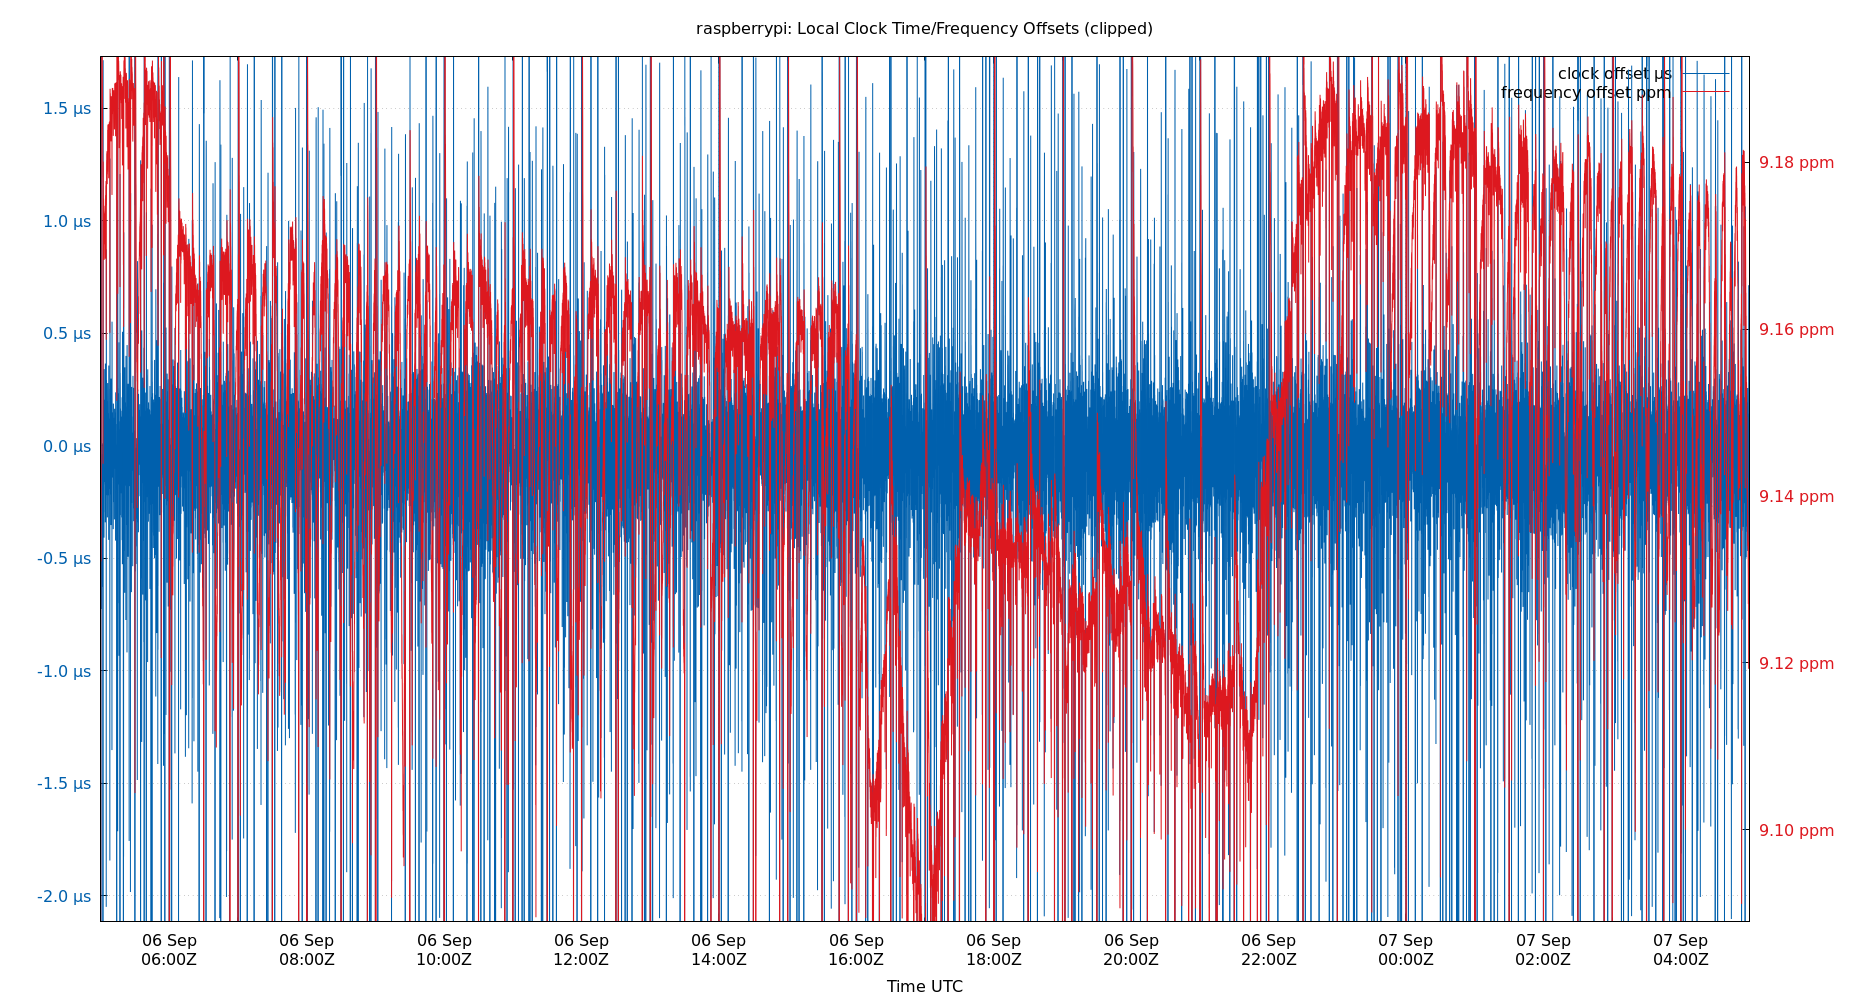 raspberrypi: Local Clock Time/Frequency Offsets (clipped)
clock offset µs
frequency offset ppm
1.5 µs
1.0 µs
0.5 µs
0.0 µs
-0.5 µs
-1.0 µs
-1.5 µs
-2.0 µs
9.18 ppm
9.16 ppm
9.14 ppm
9.12 ppm
9.10 ppm
06 Sep 06 Sep 06 Sep 06 Sep 06 Sep 06 Sep 06 Sep 06 Sep 06 Sep 07 Sep 07 Sep 07 Sep
06:00Z 08:00Z 10:00Z 12:00Z 14:00Z 16:00Z 18:00Z 20:00Z 22:00Z 00:00Z 02:00Z 04:00Z
Time UTC